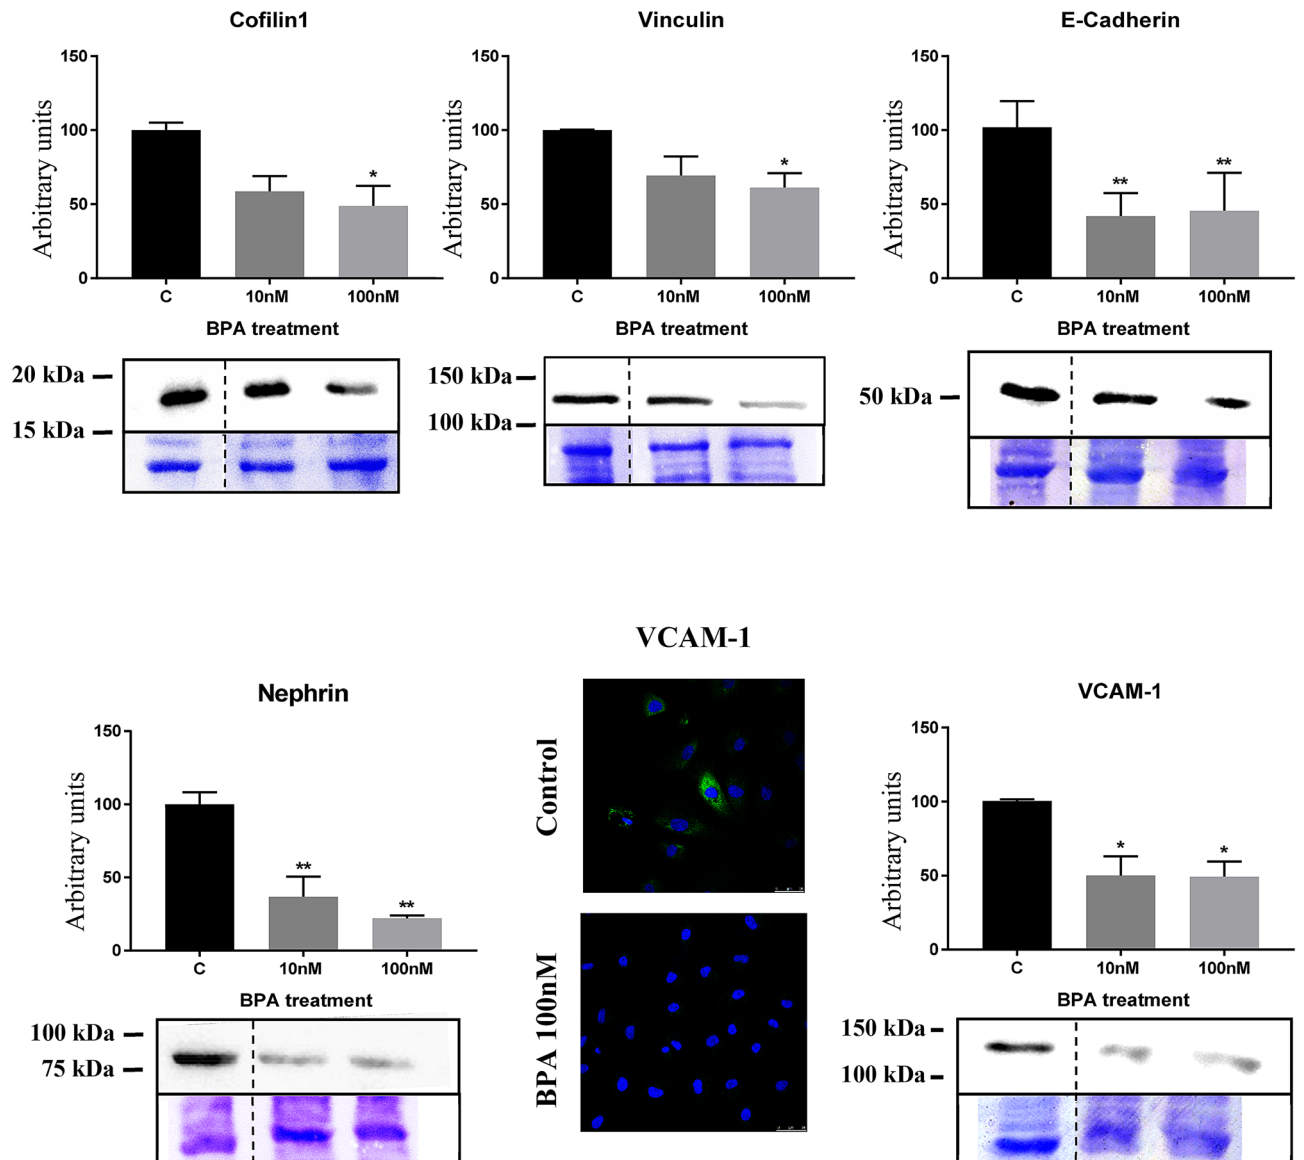 Cofilin1
Vinculin
E-Cadherin
150
100
50
0
Arbitrary units
C
10nM
100nM
*
BPA treatment
150
100
50
0
Arbitrary units
C
10nM
100nM
*
BPA treatment
150
100
50
0
Arbitrary units
C
10nM
100nM
**
**
BPA treatment
20 kDa
15 kDa
150 kDa
100 kDa
50 kDa
VCAM-1
Nephrin
150
100
50
0
Arbitrary units
C
10nM
100nM
**
**
BPA treatment
100 kDa
75 kDa
Control
BPA 100nM
VCAM-1
150
100
50
0
Arbitrary units
C
10nM
100nM
*
*
BPA treatment
150 kDa
100 kDa